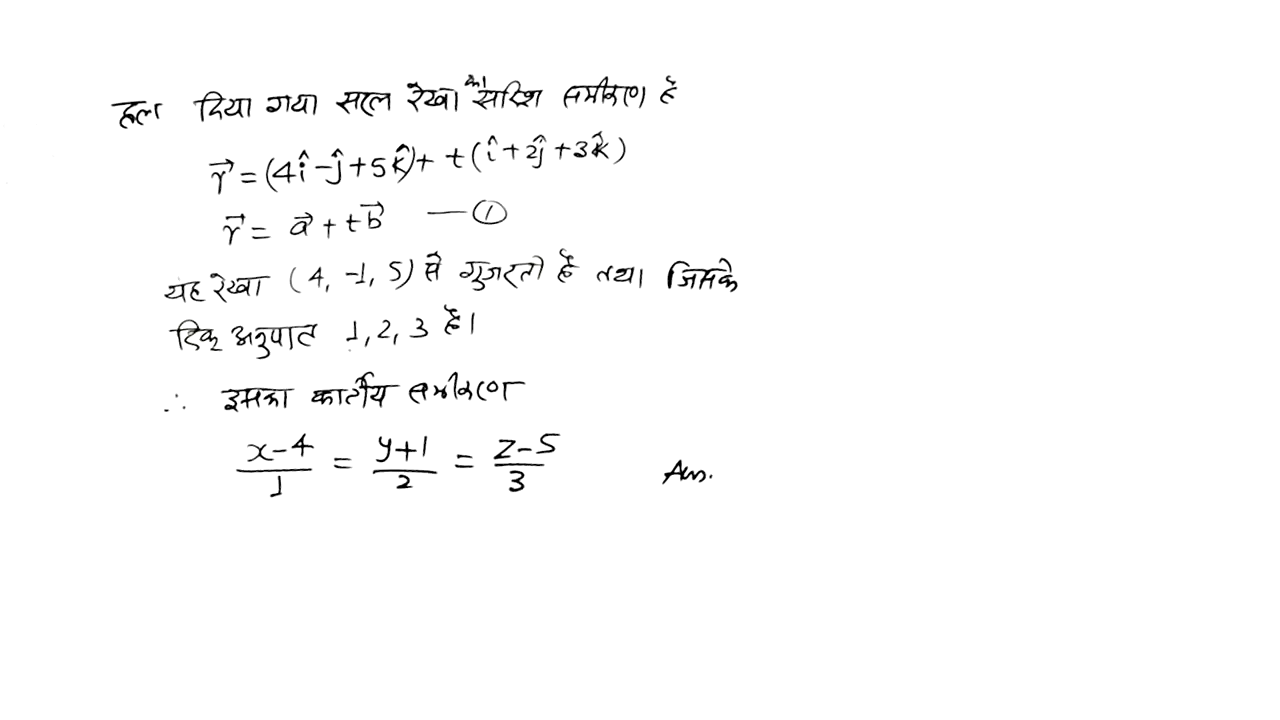 हल दिया गया सरल रेखा का सदिश समीकरण है
r⃗ = (4î - ĵ + 5k̂) + t(î + 2ĵ + 3k̂)
r⃗ = a⃗ + tb⃗ — ①
यह रेखा (4, -1, 5) से गुजरती है तथा जिसके
दिक् अनुपात 1, 2, 3 है।
∴ इसका कार्तीय समीकरण
(x-4)/1 = (y+1)/2 = (z-5)/3 Ans.